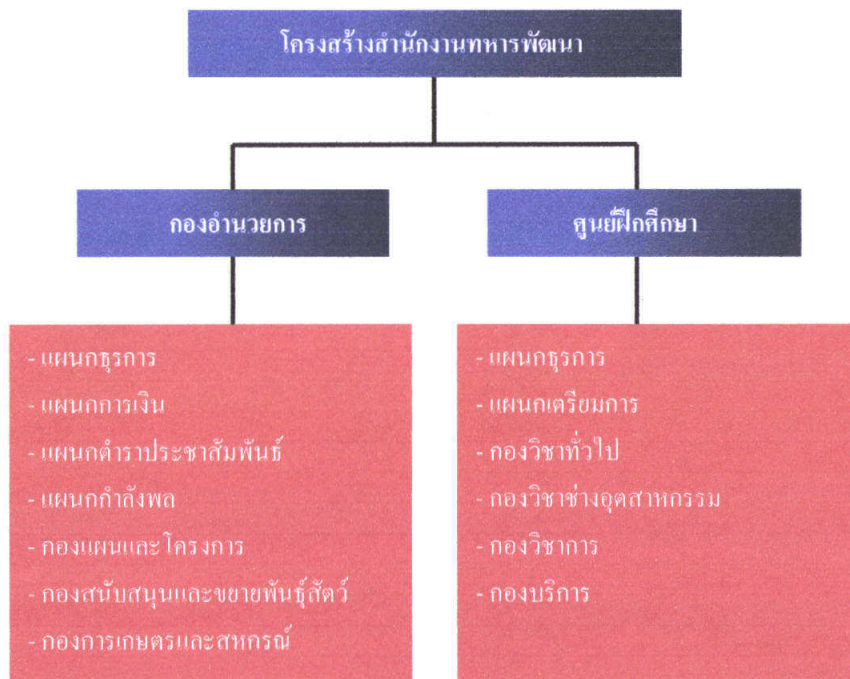 โครงสร้างสำนักงานทหารพัฒนา
กองอำนวยการ
ศูนย์ฝึกศึกษา
- แผนกธุรการ
- แผนกการเงิน
- แผนกตำราประชาสัมพันธ์
- แผนกกำลังพล
- กองแผนและโครงการ
- กองสนับสนุนและขยายพันธุ์สัตว์
- กองการเกษตรและสหกรณ์
- แผนกธุรการ
- แผนกเตรียมการ
- กองวิชาทั่วไป
- กองวิชาช่างอุตสาหกรรม
- กองวิชาการ
- กองบริการ